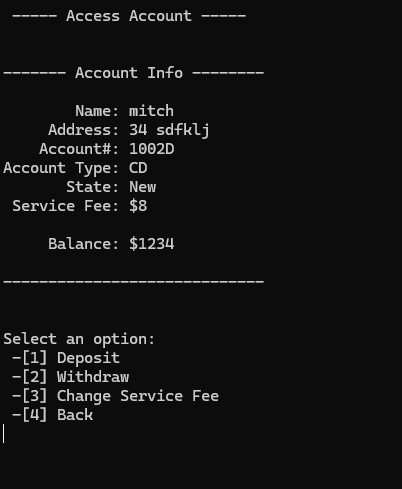 ----- Access Account -----
------- Account Info --------
Name: mitch
Address: 34 sdfklj
Account#: 1002D
Account Type: CD
State: New
Service Fee: $8
Balance: $1234
-----------------------------
Select an option:
-[1] Deposit
-[2] Withdraw
-[3] Change Service Fee
-[4] Back